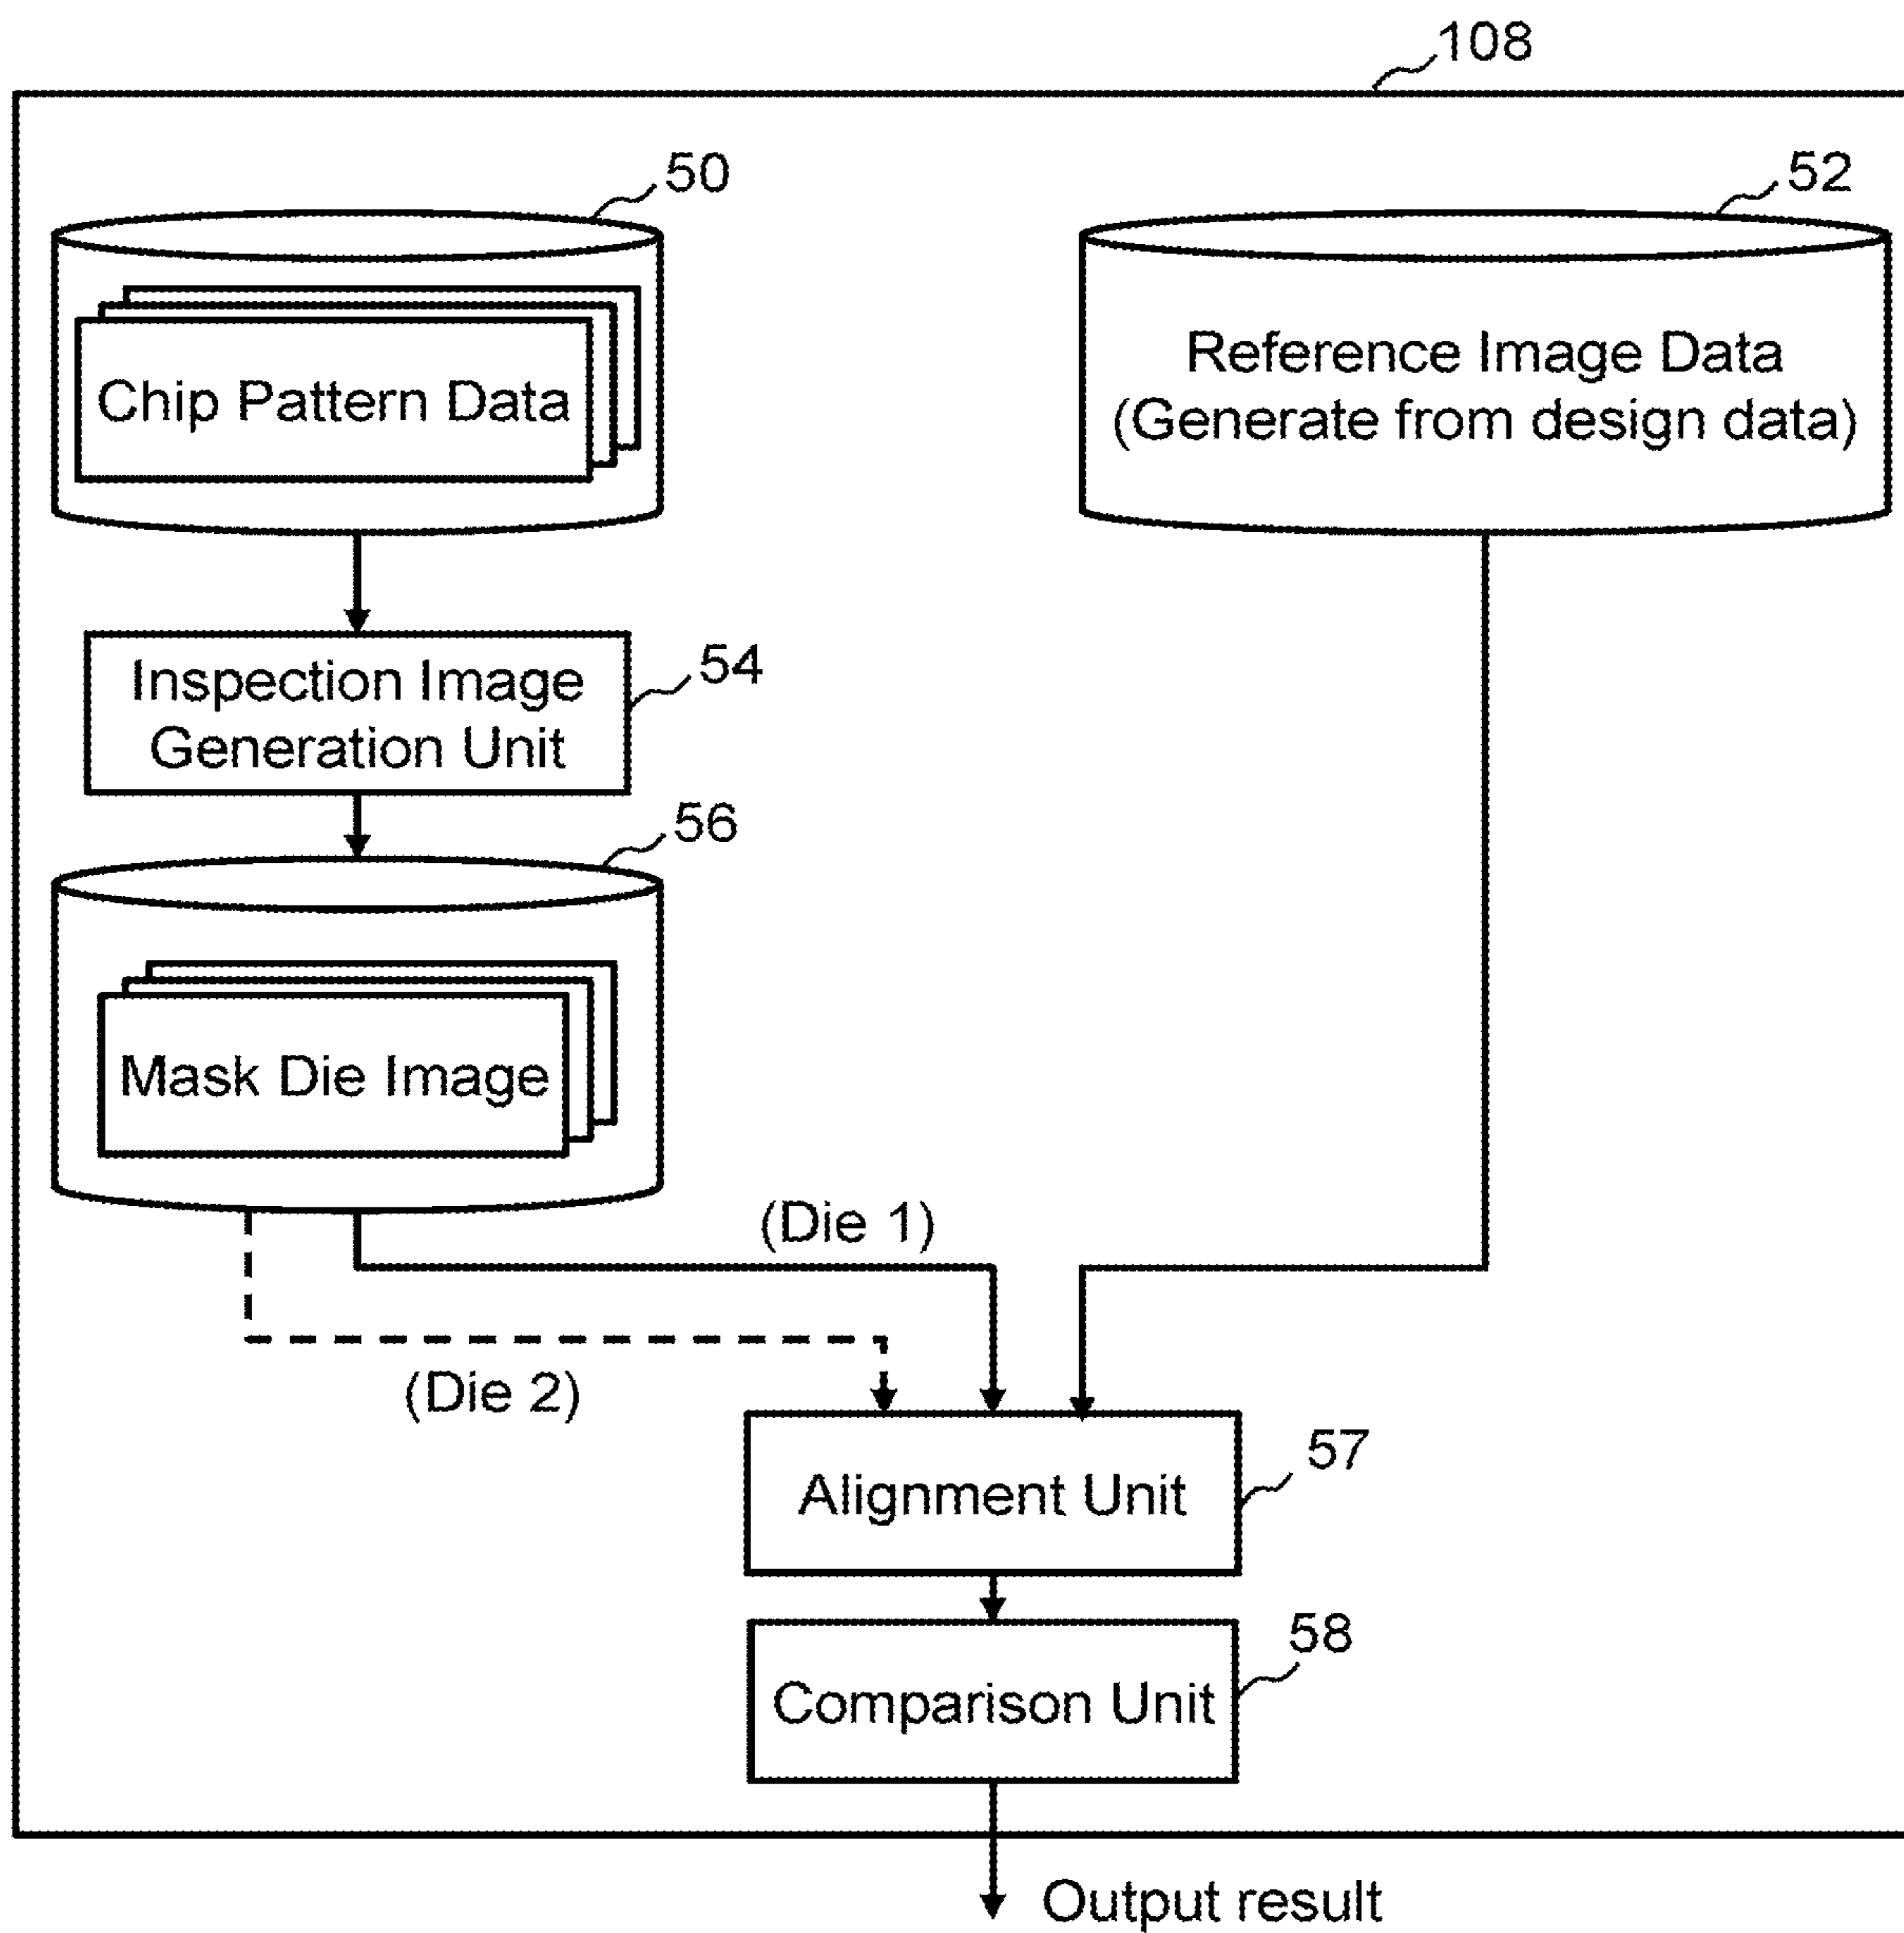 108
50
52
Chip Pattern Data
Reference Image Data
(Generate from design data)
Inspection Image
Generation Unit
54
56
Mask Die Image
(Die 1)
(Die 2)
Alignment Unit
57
Comparison Unit
58
Output result